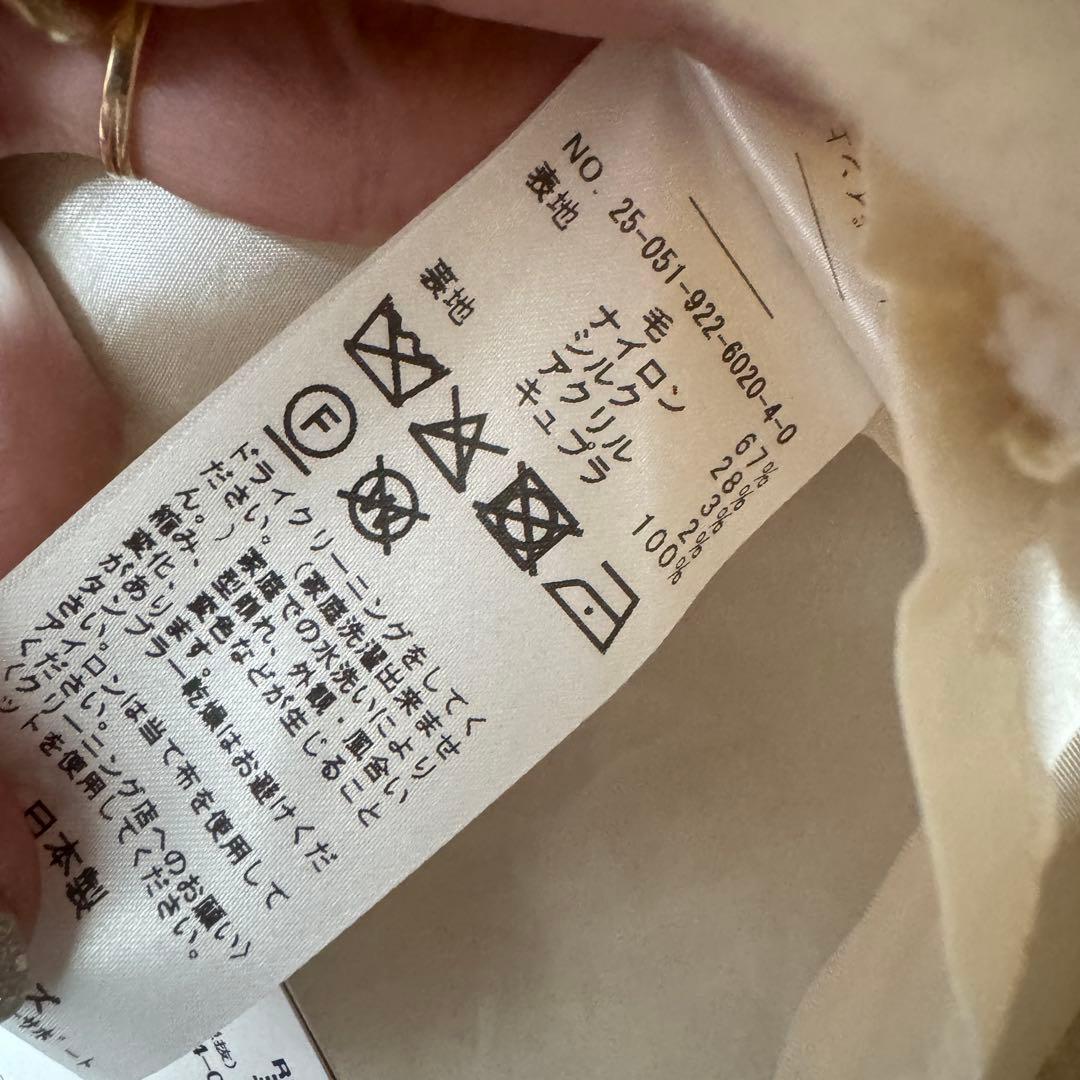 NO. 25-051-922-6020-4-0
表地 毛 67%
ナイロン 28%
シルク 3%
アクリル 2%
裏地 キュプラ 100%
F
W
ドライクリーニングをしてく
ださい。(家庭洗濯出来ませ
ん。)家庭での水洗いにより
縮み、型崩れ、外観・風合い
変化、変色などが生じること
があります。
タンブラー乾燥はお避けくだ
さい。
アイロンは当て布を使用して
ください。
〈クリーニング店へのお願い〉
ネットを使用してください。
日本製